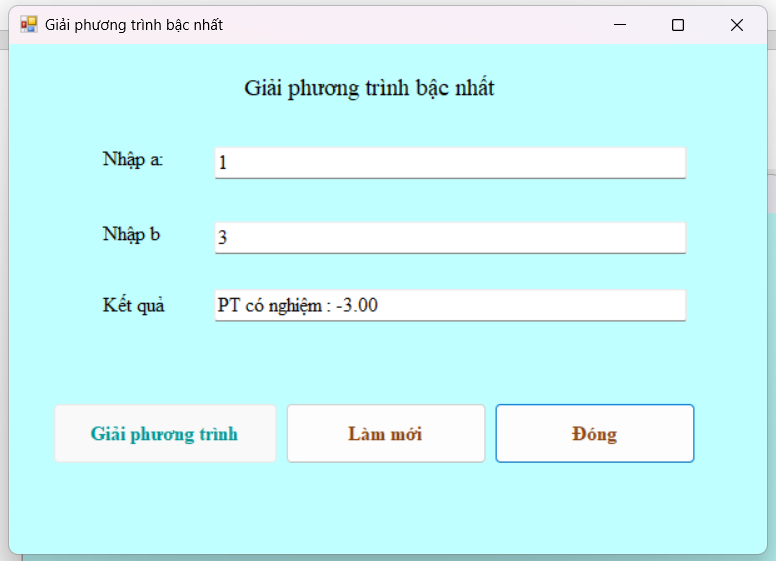 Giải phương trình bậc nhất
Giải phương trình bậc nhất
Nhập a:
1
Nhập b
3
Kết quả
PT có nghiệm : -3.00
Giải phương trình
Làm mới
Đóng